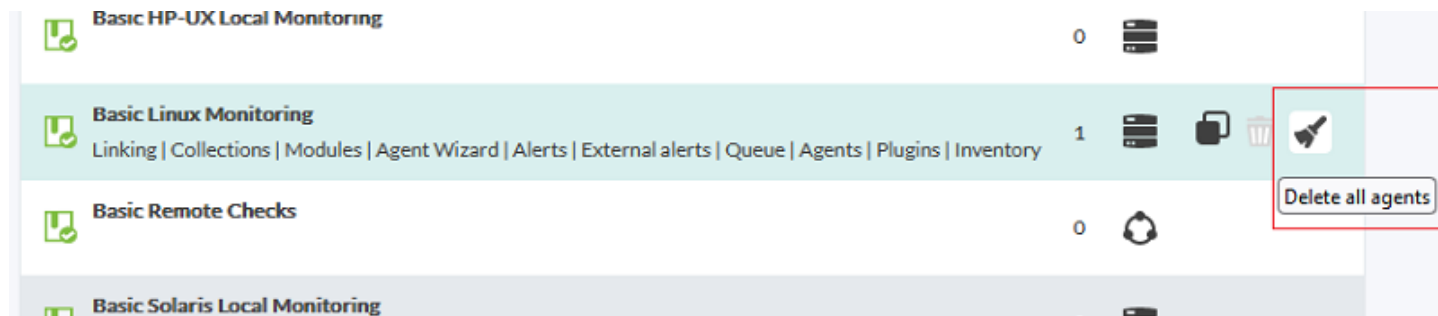 Basic HP-UX Local Monitoring
0
Basic Linux Monitoring
Linking | Collections | Modules | Agent Wizard | Alerts | External alerts | Queue | Agents | Plugins | Inventory
1
Delete all agents
Basic Remote Checks
0
Basic Solaris Local Monitoring